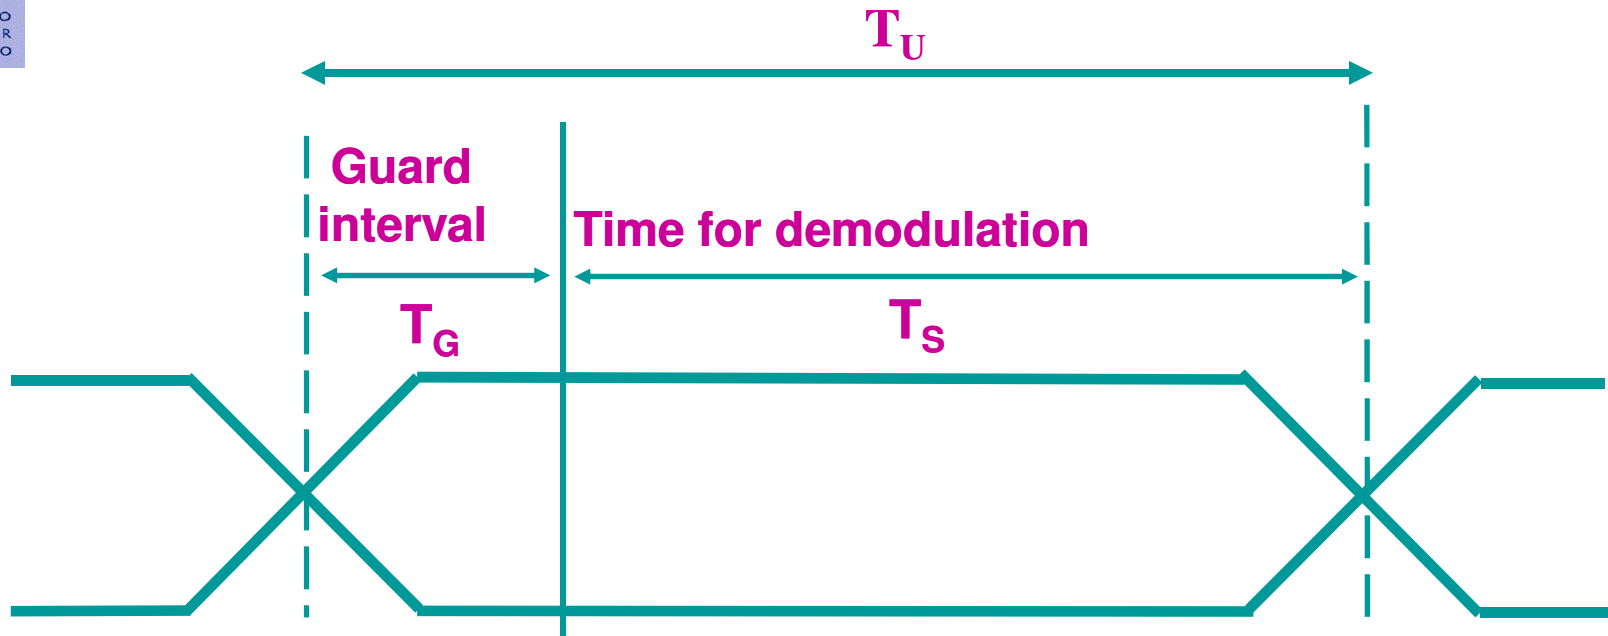 O
R
O
TU
Guard
interval
Time for demodulation
TG
TS